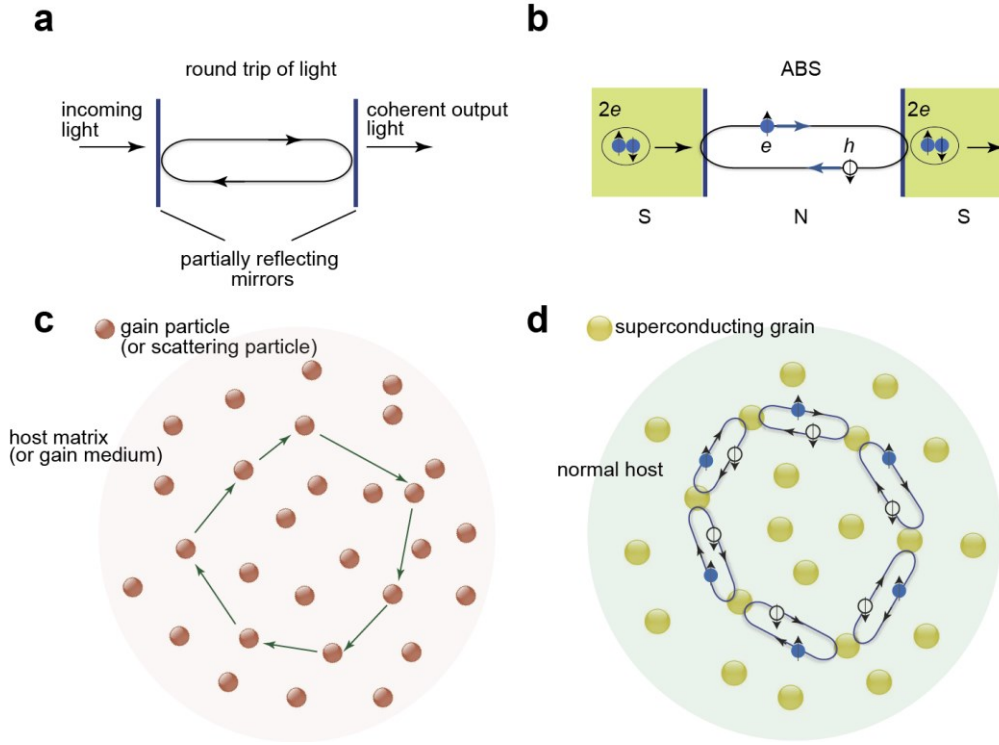 a
round trip of light
incoming
light
coherent output
light
partially reflecting
mirrors
b
ABS
2e
2e
e
h
S
N
S
c
gain particle
(or scattering particle)
host matrix
(or gain medium)
d
superconducting grain
normal host